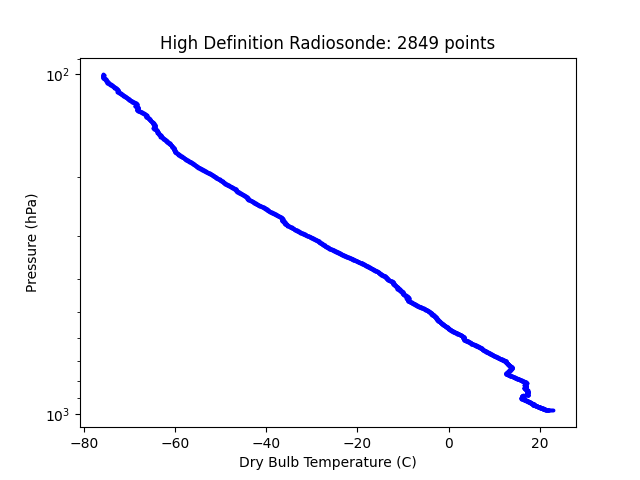 High Definition Radiosonde: 2849 points
10²
10³
Pressure (hPa)
−80 −60 −40 −20 0 20
Dry Bulb Temperature (C)